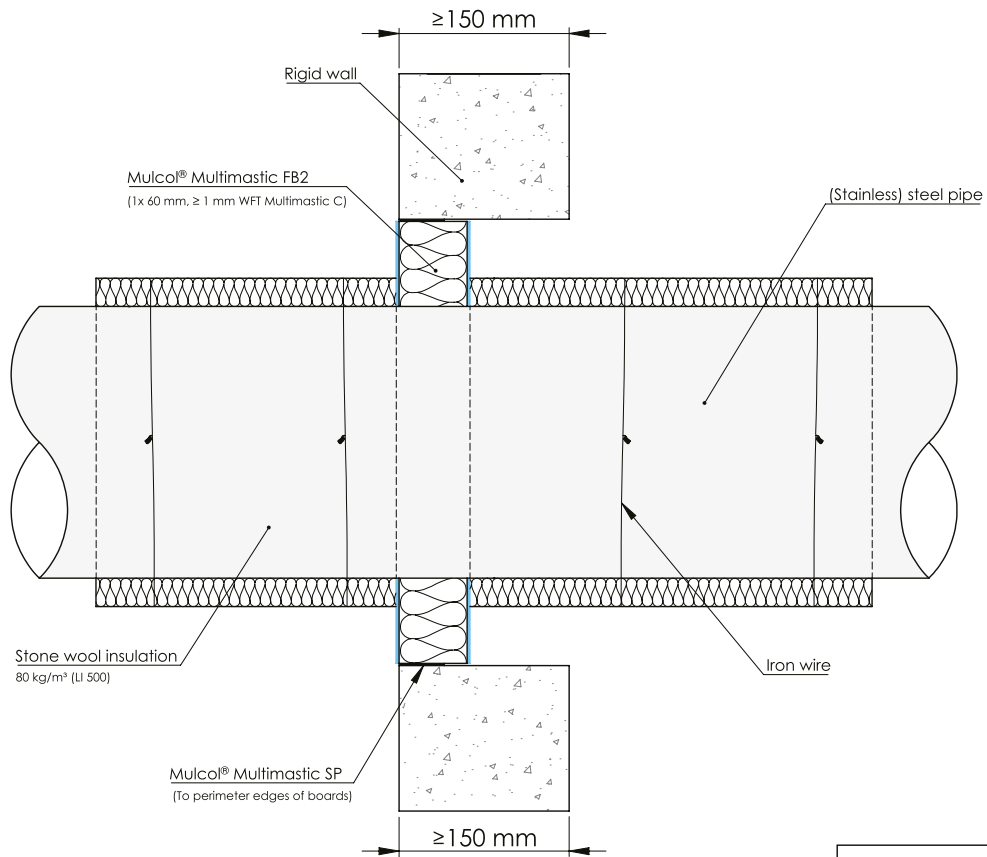 ≥150 mm
Rigid wall
Mulcol® Multimastic FB2
(1x 60 mm, ≥ 1 mm WFT Multimastic C)
(Stainless) steel pipe
Stone wool insulation
80 kg/m³ (LI 500)
Iron wire
Mulcol® Multimastic SP
(To perimeter edges of boards)
≥150 mm